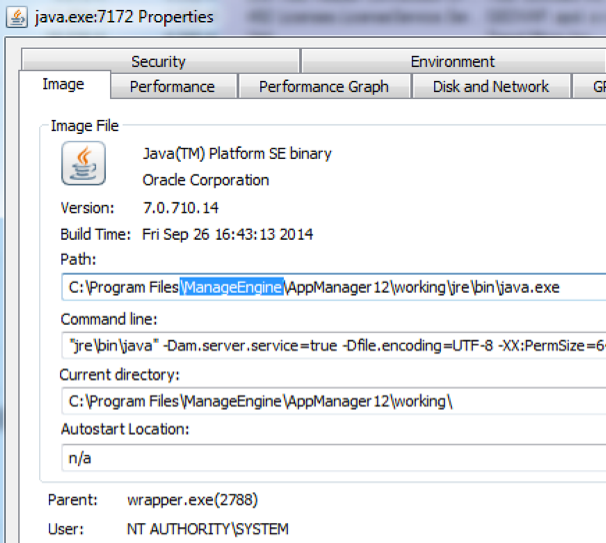 java.exe:7172 Properties
Security Environment
Image Performance Performance Graph Disk and Network
Image File
Java(TM) Platform SE binary
Oracle Corporation
Version: 7.0.710.14
Build Time: Fri Sep 26 16:43:13 2014
Path:
C:\Program Files\ManageEngine\AppManager12\working\jre\bin\java.exe
Command line:
"jre\bin\java" -Dam.server.service=true -Dfile.encoding=UTF-8 -XX:PermSize=6
Current directory:
C:\Program Files\ManageEngine\AppManager12\working\
Autostart Location:
n/a
Parent: wrapper.exe(2788)
User: NT AUTHORITY\SYSTEM